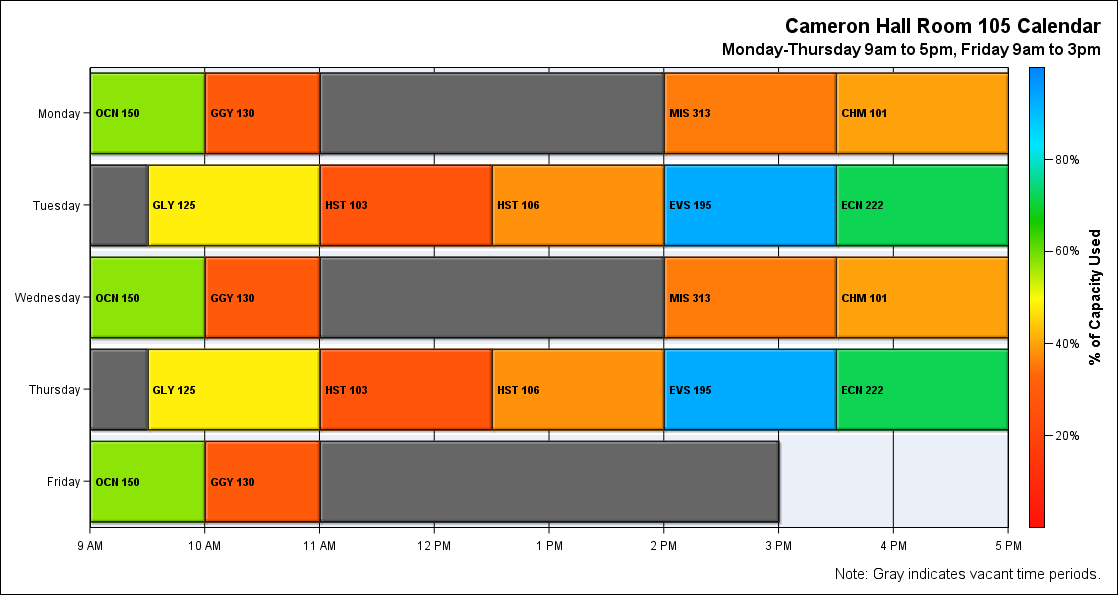 Cameron Hall Room 105 Calendar
Monday-Thursday 9am to 5pm, Friday 9am to 3pm
Monday
OCN 150 GGY 130 MIS 313 CHM 101
Tuesday
GLY 125 HST 103 HST 106 EVS 195 ECN 222
Wednesday
OCN 150 GGY 130 MIS 313 CHM 101
Thursday
GLY 125 HST 103 HST 106 EVS 195 ECN 222
Friday
OCN 150 GGY 130
9 AM 10 AM 11 AM 12 PM 1 PM 2 PM 3 PM 4 PM 5 PM
80%
60%
40%
20%
% of Capacity Used
Note: Gray indicates vacant time periods.